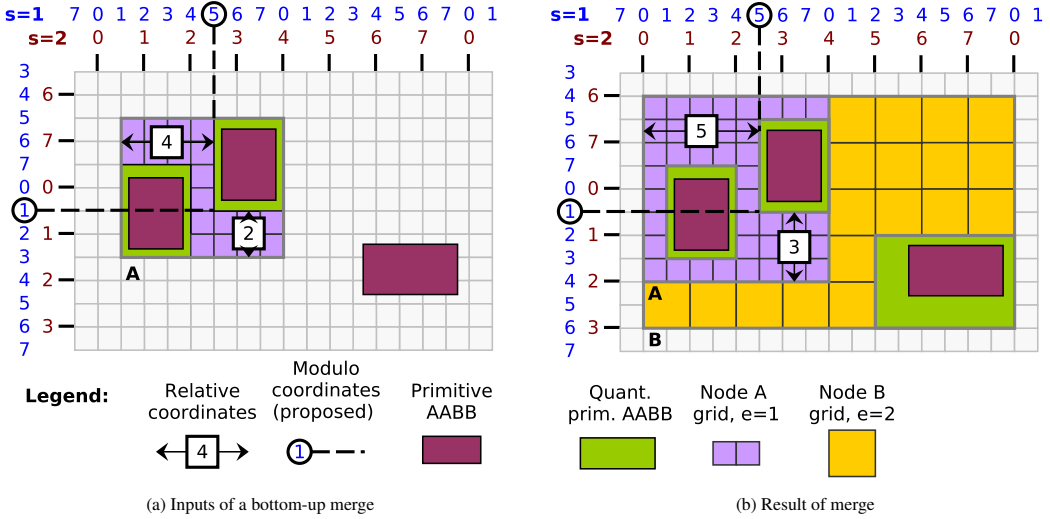 s=1 7 0 1 2 3 4 5 6 7 0 1 2 3 4 5 6 7 0 1
s=2 0 1 2 3 4 5 6 7 0
3
4 6
5
6 7
7
0 0
1
2 1
3
4 2
5
6 3
7
4
2
A
s=1 7 0 1 2 3 4 5 6 7 0 1 2 3 4 5 6 7 0 1
s=2 0 1 2 3 4 5 6 7 0
3
4 6
5
6 7
7
0 0
1
2 1
3
4 2
5
6 3
7
5
3
A
B
Legend:
Relative
coordinates
4
Modulo
coordinates
(proposed)
1
Primitive
AABB
Quant.
prim. AABB
Node A
grid, e=1
Node B
grid, e=2
(a) Inputs of a bottom-up merge
(b) Result of merge